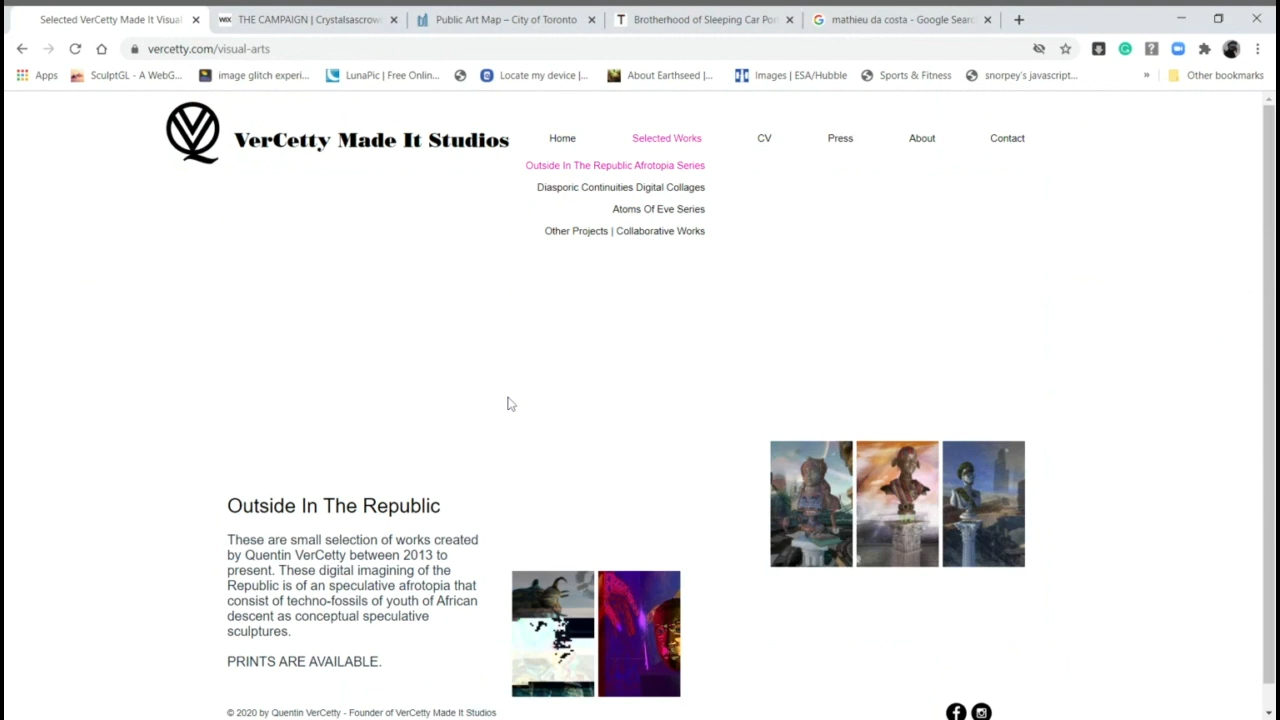 Selected VerCetty Made It Visual
THE CAMPAIGN | Crystalsascrow
Public Art Map – City of Toronto
Brotherhood of Sleeping Car Por
mathieu da costa - Google Searc
vercetty.com/visual-arts
Apps
SculptGL - A WebG...
image glitch experi...
LunaPic | Free Onlin...
Locate my device |...
About Earthseed |...
Images | ESA/Hubble
Sports & Fitness
snorpey's javascript...
»
Other bookmarks
VerCetty Made It Studios
Home
Selected Works
CV
Press
About
Contact
Outside In The Republic Afrotopia Series
Diasporic Continuities Digital Collages
Atoms Of Eve Series
Other Projects | Collaborative Works
Outside In The Republic
These are small selection of works created
by Quentin VerCetty between 2013 to
present. These digital imagining of the
Republic is of an speculative afrotopia that
consist of techno-fossils of youth of African
descent as conceptual speculative
sculptures.
PRINTS ARE AVAILABLE.
© 2020 by Quentin VerCetty - Founder of VerCetty Made It Studios